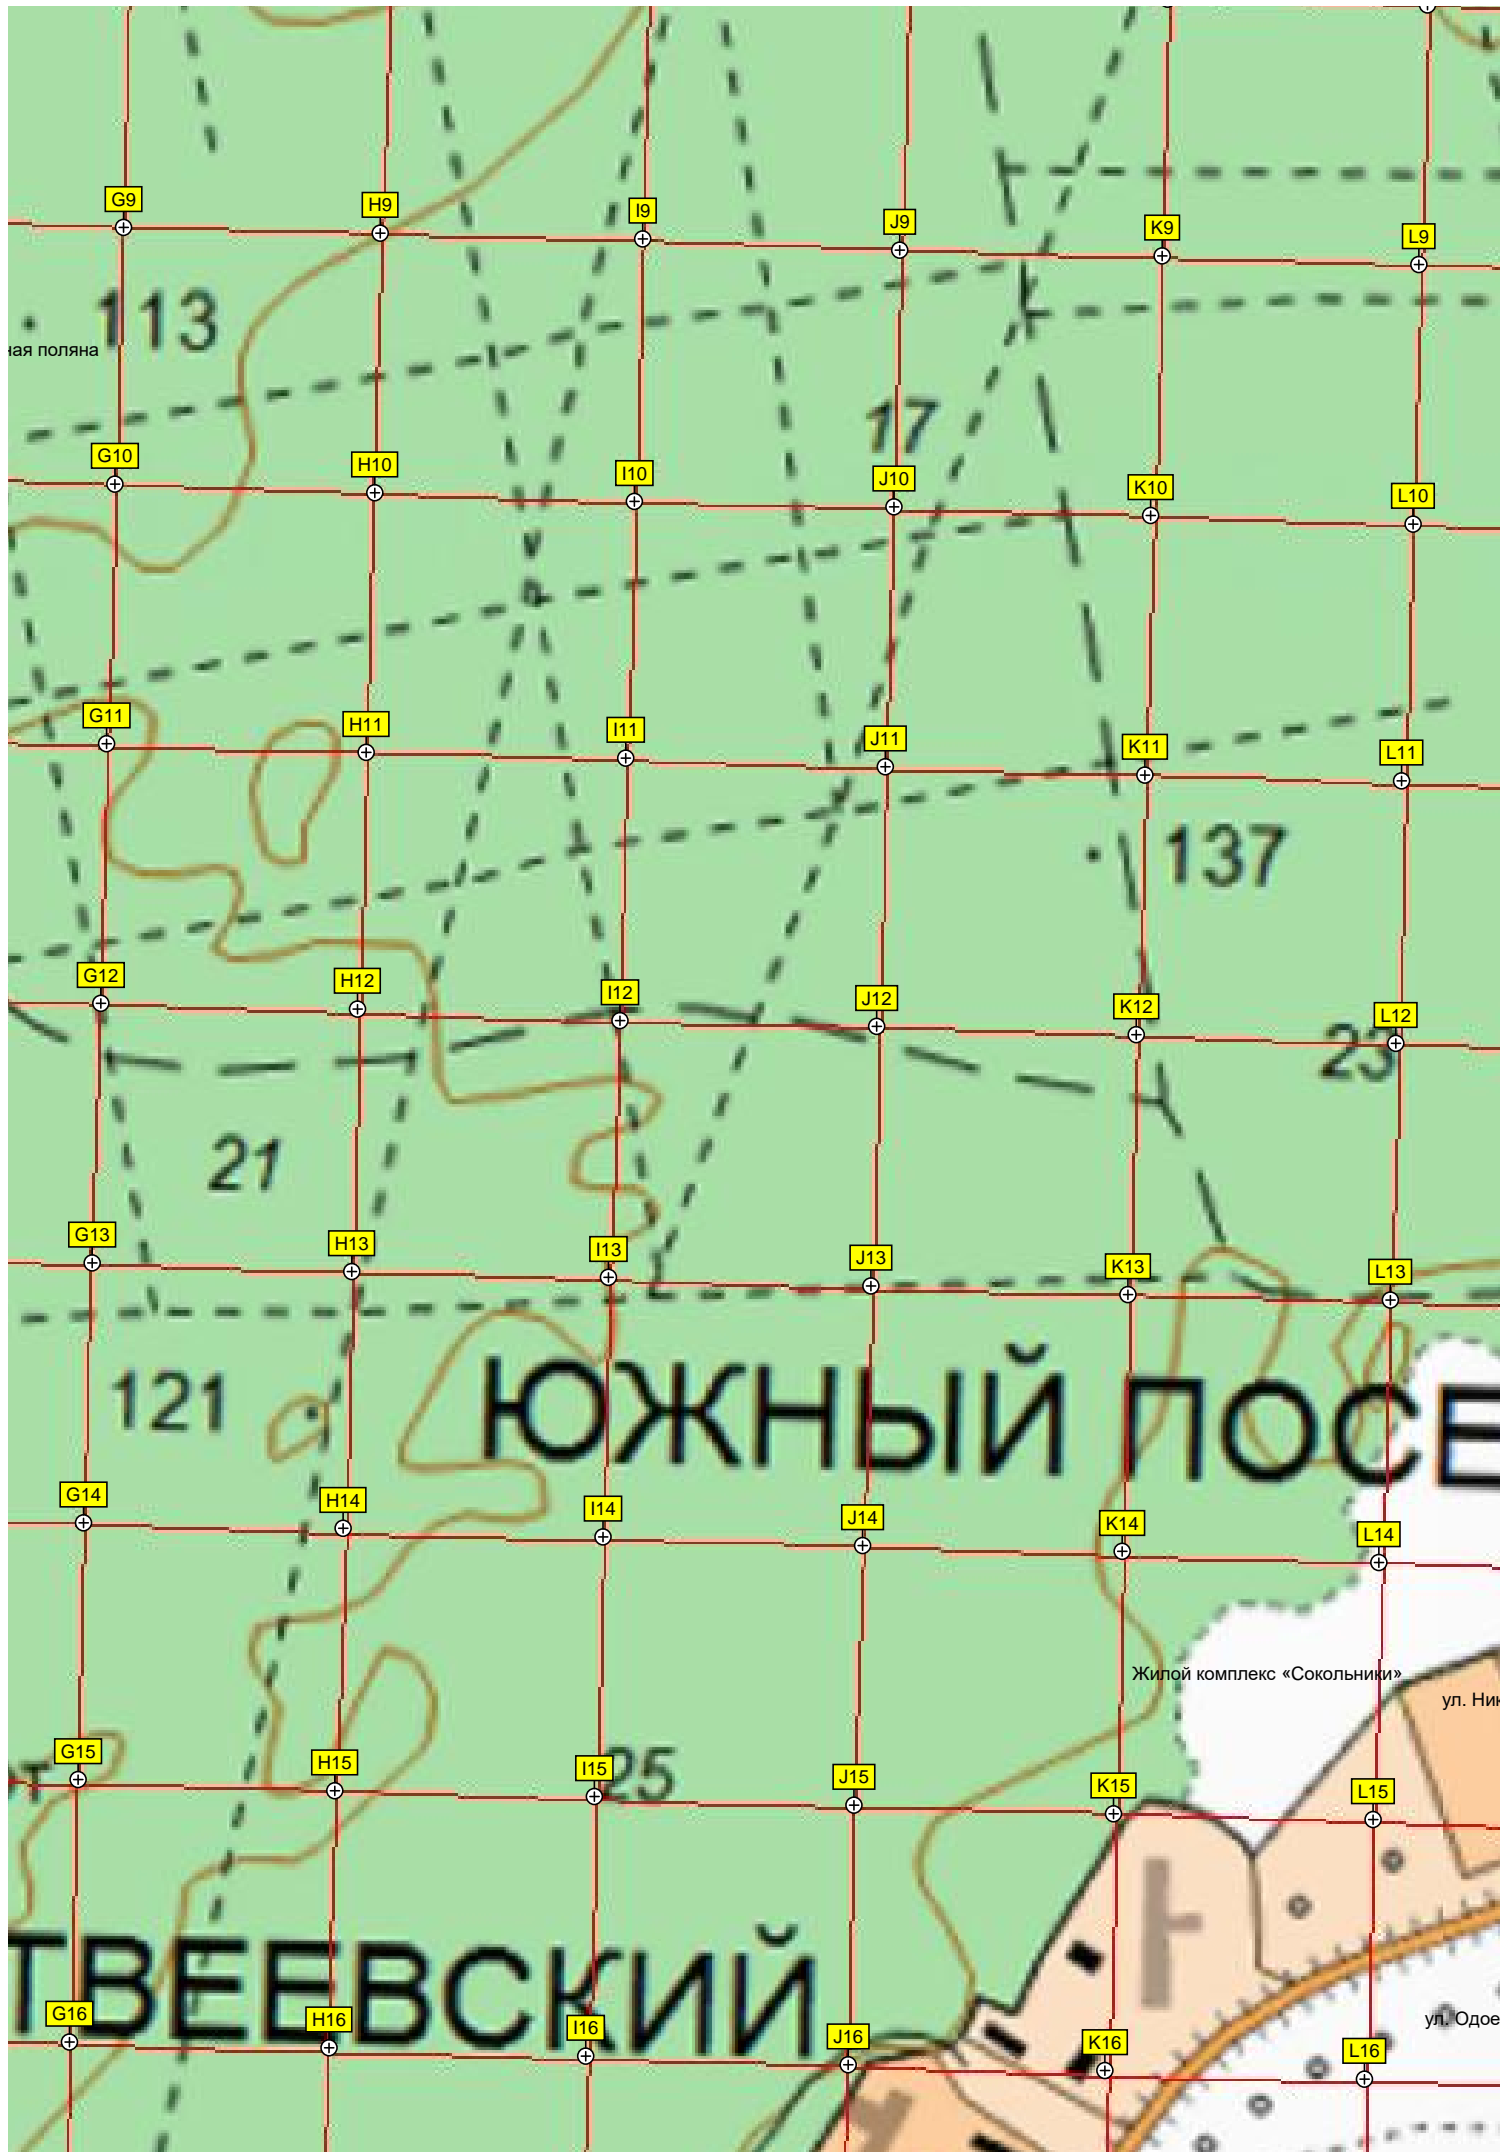 G9 H9 I9 J9 K9 L9
113
ная поляна
17
G10 H10 I10 J10 K10 L10
G11 H11 I11 J11 K11 L11
137
G12 H12 I12 J12 K12 L12
23
21
G13 H13 I13 J13 K13 L13
121
ЮЖНЫЙ ПОСЕ
G14 H14 I14 J14 K14 L14
Жилой комплекс «Сокольники»
ул. Ник
G15 H15 I15 J15 K15 L15
25
от
ТВЕЕВСКИЙ
G16 H16 I16 J16 K16 L16
ул. Одое